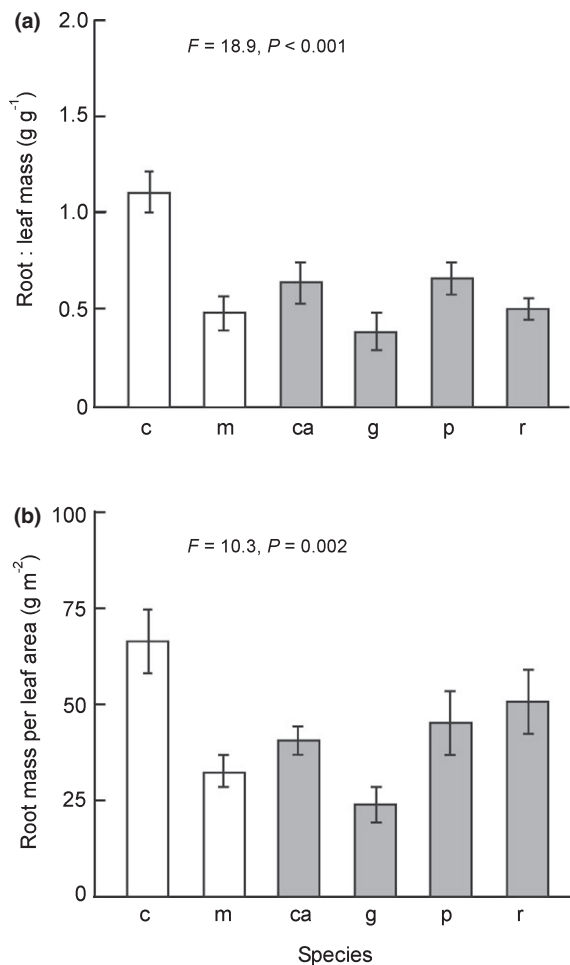 (a)
2.0
F = 18.9, P < 0.001
1.5
1.0
0.5
0
Root : leaf mass (g g⁻¹)
c m ca g p r
(b)
100
F = 10.3, P = 0.002
75
50
25
0
Root mass per leaf area (g m⁻²)
c m ca g p r
Species